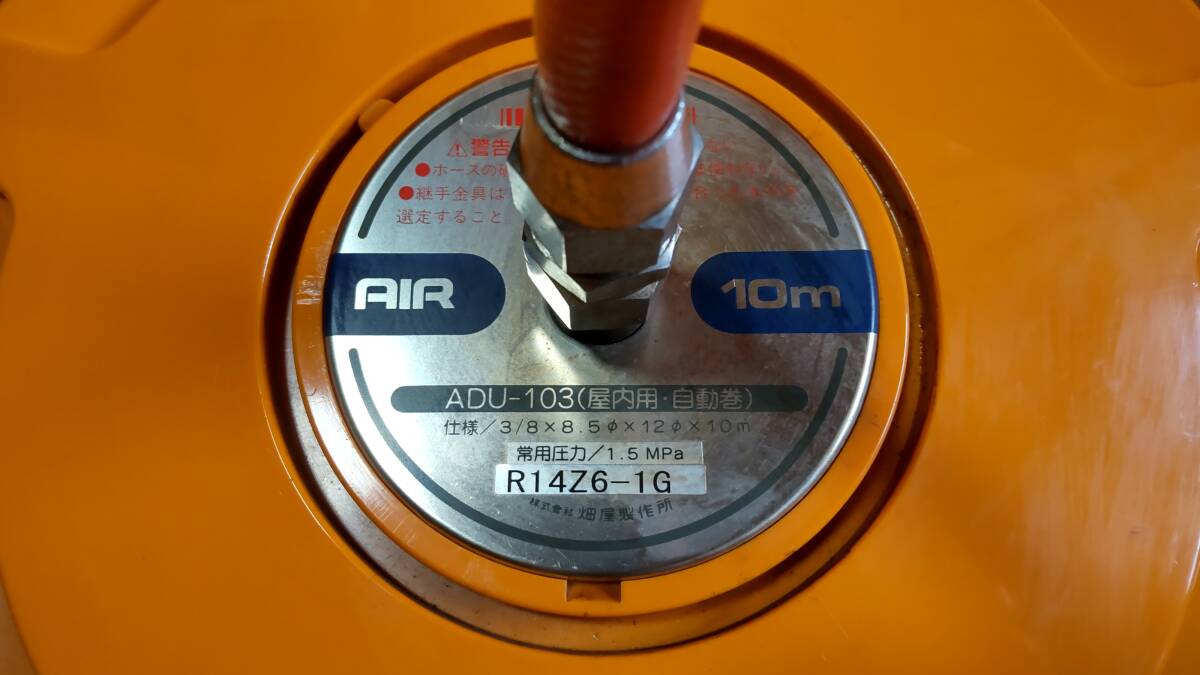 ⚠警告
●ホースの
●継手金具は
選定すること
AIR 10m
ADU-103(屋内用・自動巻)
仕様/3/8×8.5φ×12φ×10m
常用圧力/1.5 MPa
R14Z6-1G
株式会社 畑屋製作所